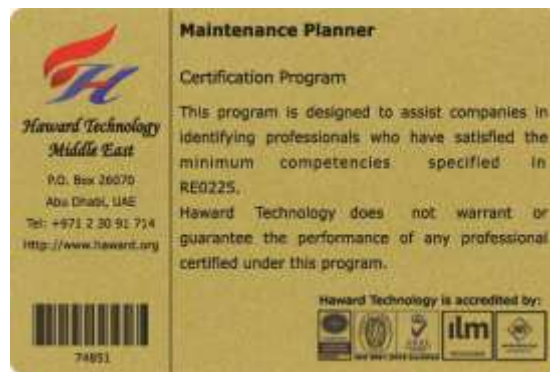 Haward Technology
Middle East
P.O. Box 26070
Abu Dhabi, UAE
Tel: +971 2 30 91 714
Http://www.haward.org
74851
Maintenance Planner
Certification Program
This program is designed to assist companies in
identifying professionals who have satisfied the
minimum competencies specified in
RE0225.
Haward Technology does not warrant or
guarantee the performance of any professional
certified under this program.
Haward Technology is accredited by:
ilm